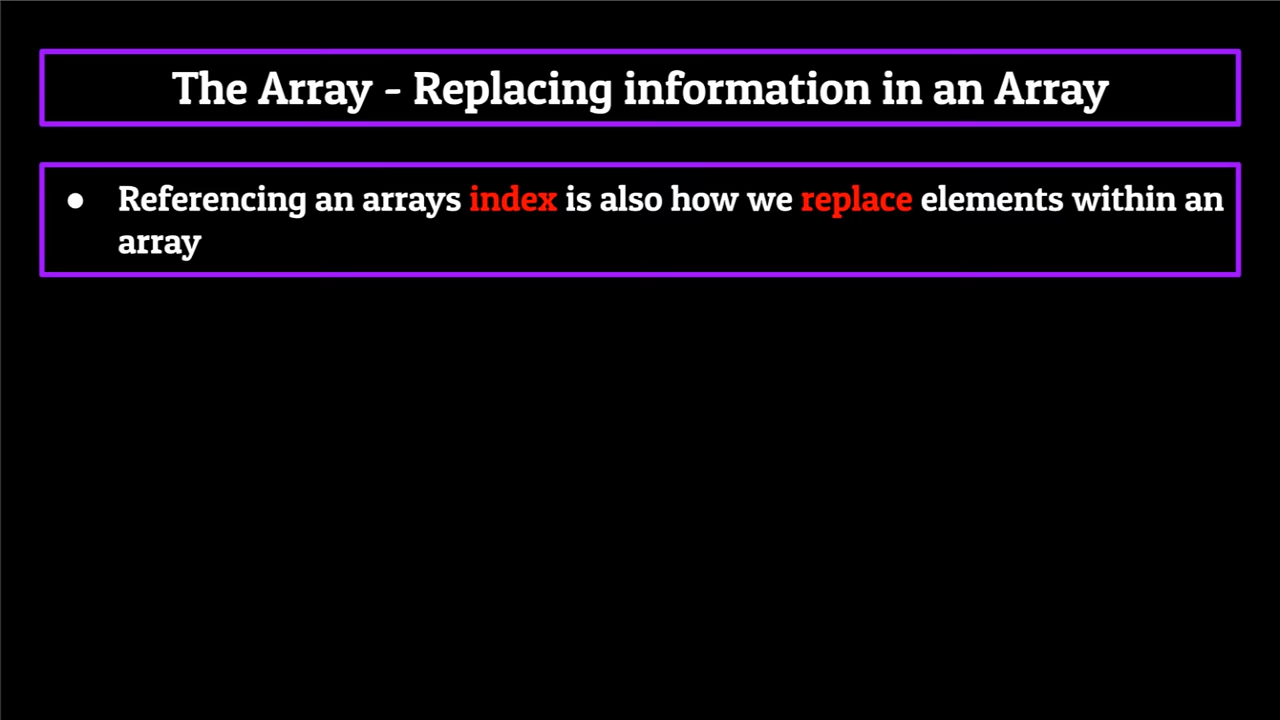 The Array - Replacing information in an Array
● Referencing an arrays index is also how we replace elements within an
array